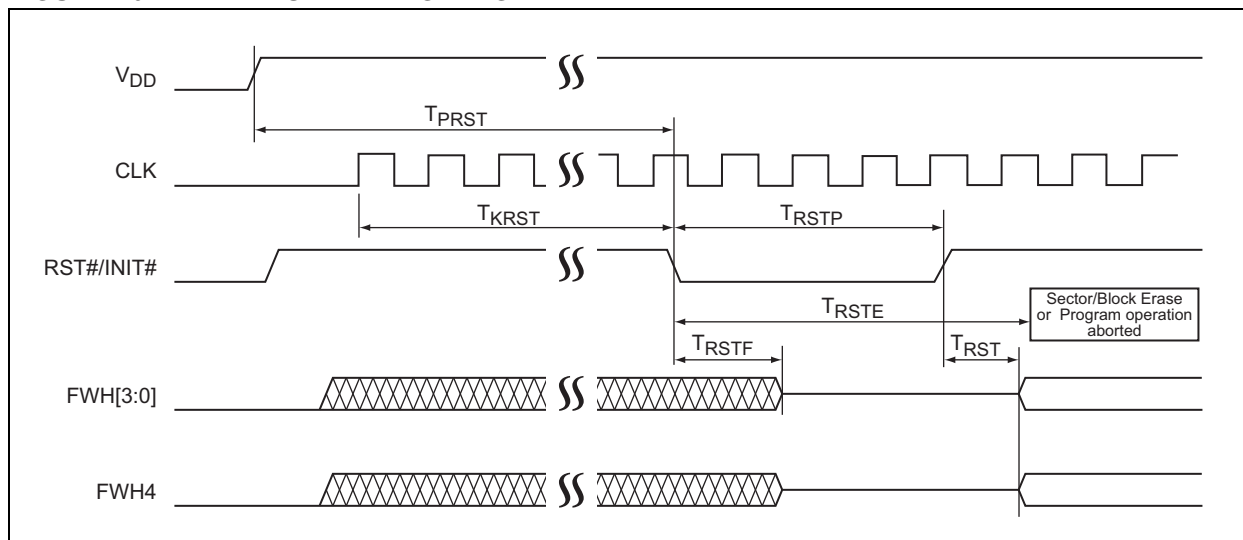 VDD
TPRST
CLK
TKRST
TRSTP
RST#/INIT#
TRSTE
Sector/Block Erase
or Program operation
aborted
TRSTF
TRST
FWH[3:0]
FWH4